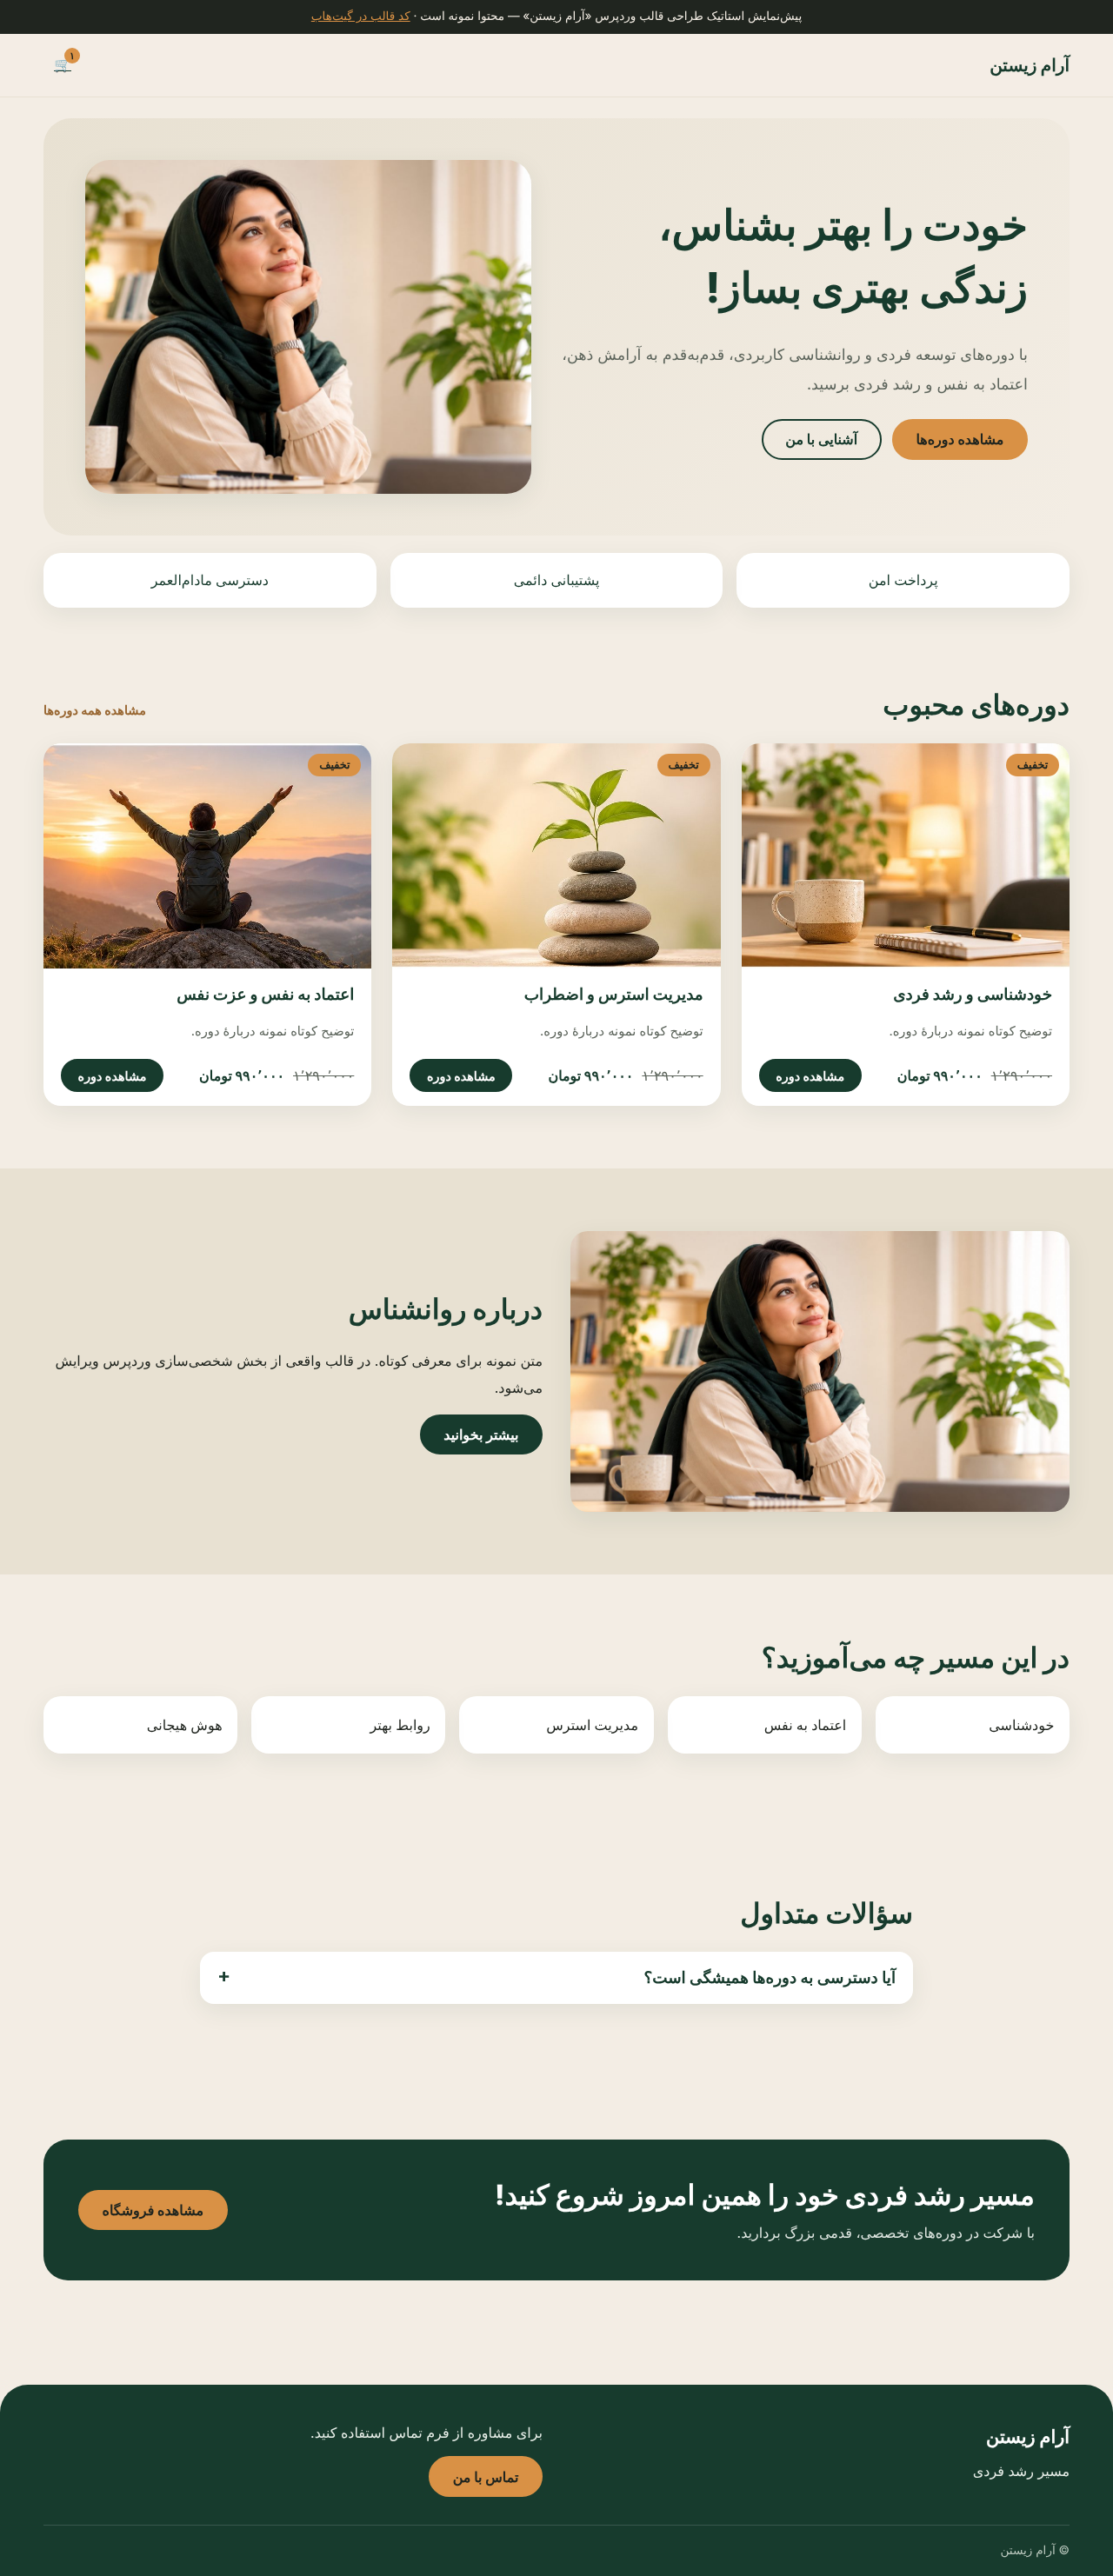 پیش‌نمایش استاتیک طراحی قالب وردپرس «آرام زیستن» — محتوا نمونه است · کد قالب در گیت‌هاب
آرام زیستن
۱
خودت را بهتر بشناس،
زندگی بهتری بساز!
با دوره‌های توسعه فردی و روانشناسی کاربردی، قدم‌به‌قدم به آرامش ذهن،
اعتماد به نفس و رشد فردی برسید.
مشاهده دوره‌ها
آشنایی با من
پرداخت امن
پشتیبانی دائمی
دسترسی مادام‌العمر
دوره‌های محبوب
مشاهده همه دوره‌ها
تخفیف
خودشناسی و رشد فردی
توضیح کوتاه نمونه دربارهٔ دوره.
۱٬۲۹۰٬۰۰۰ ۹۹۰٬۰۰۰ تومان
مشاهده دوره
تخفیف
مدیریت استرس و اضطراب
توضیح کوتاه نمونه دربارهٔ دوره.
۱٬۲۹۰٬۰۰۰ ۹۹۰٬۰۰۰ تومان
مشاهده دوره
تخفیف
اعتماد به نفس و عزت نفس
توضیح کوتاه نمونه دربارهٔ دوره.
۱٬۲۹۰٬۰۰۰ ۹۹۰٬۰۰۰ تومان
مشاهده دوره
درباره روانشناس
متن نمونه برای معرفی کوتاه. در قالب واقعی از بخش شخصی‌سازی وردپرس ویرایش
می‌شود.
بیشتر بخوانید
در این مسیر چه می‌آموزید؟
خودشناسی
اعتماد به نفس
مدیریت استرس
روابط بهتر
هوش هیجانی
سؤالات متداول
آیا دسترسی به دوره‌ها همیشگی است؟
+
مسیر رشد فردی خود را همین امروز شروع کنید!
با شرکت در دوره‌های تخصصی، قدمی بزرگ بردارید.
مشاهده فروشگاه
آرام زیستن
مسیر رشد فردی
برای مشاوره از فرم تماس استفاده کنید.
تماس با من
© آرام زیستن